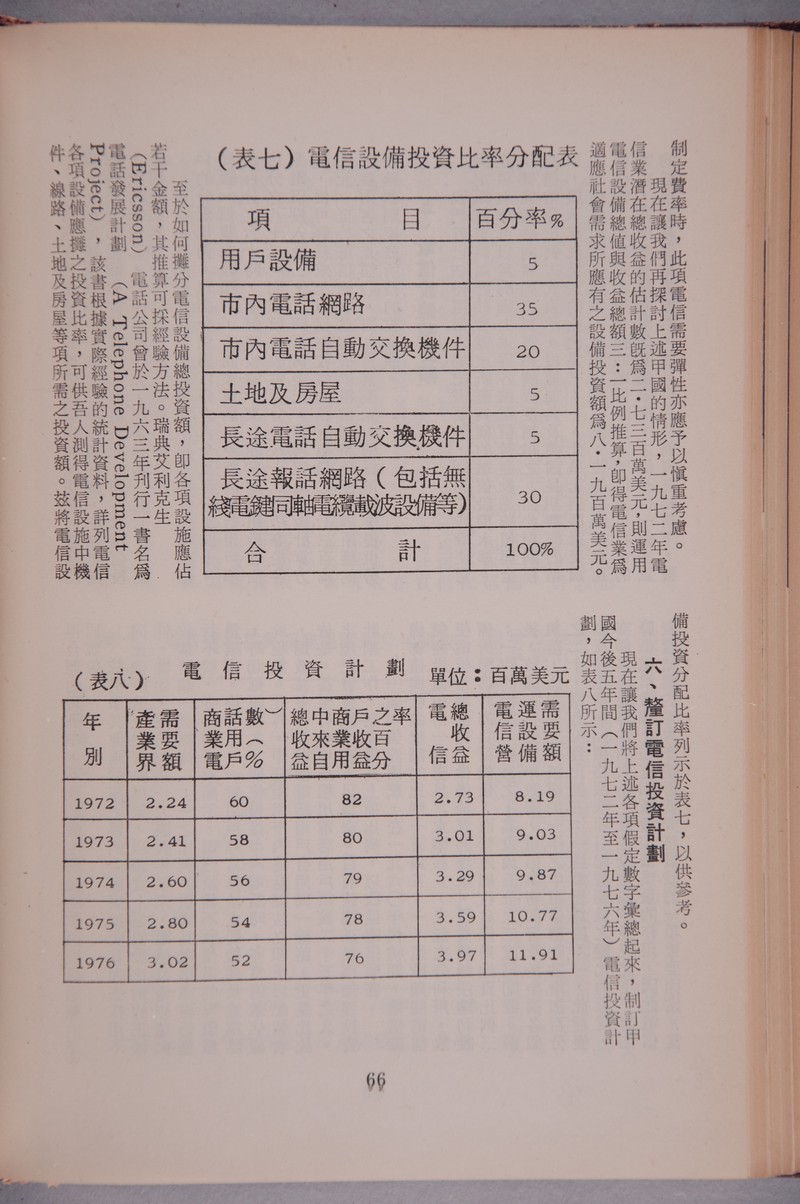 制定費率時，此項電信需要彈性亦應予以愼重考慮。
現在讓我們再探討上述甲國的情形，一九七二年電
信業潛在總收益的估計數旣爲二・七三百萬美元，則運用
電信設備總値與收益總額三：一比例推算，卽得電信業爲
適應社會需求所應有之設備投資額爲八・一九百萬美元。
（表七）電信設備投資比率分配表
項目 百分率%
用戶設備 5
市內電話網路 35
市內電話自動交換機件 20
土地及房屋 5
長途電話自動交換機件 5
長途報話網路（包括無
綫電鍵同軸電纜載波設備等） 30
合計 100%
至於如何攤分電信設備總投資額，卽各項設施應佔
若干金額，其推算可採經驗方法。瑞典艾利克生
（Ericsson）電話公司曾於一九六三年刋行一書名爲
電話發展計劃（A Telephone Development
Project），該書根據實際經驗的統計資料，詳列電信
各項設備應攤之投資比率，可供吾人測得電信設施中機
件、線路、土地及房屋等項所需之投資額。茲將電信設
備投資分配比率列示於表七，以供參考。
六、釐訂電信投資計劃
現在讓我們將上述各項假定數字彙總起來，制訂甲
國今後五年間（一九七二年至一九七六年）電信投資計
劃，如表八所示：
（表八） 電信投資計劃 單位：百萬美元
年別 產業界需要額 商業電話用戶數（%） 總收益中來自商業用戶收益之百分率 電信總收益 電信營運設備需要額
1972 2.24 60 82 2.73 8.19
1973 2.41 58 80 3.01 9.03
1974 2.60 56 79 3.29 9.87
1975 2.80 54 78 3.59 10.77
1976 3.02 52 76 3.97 11.91
66